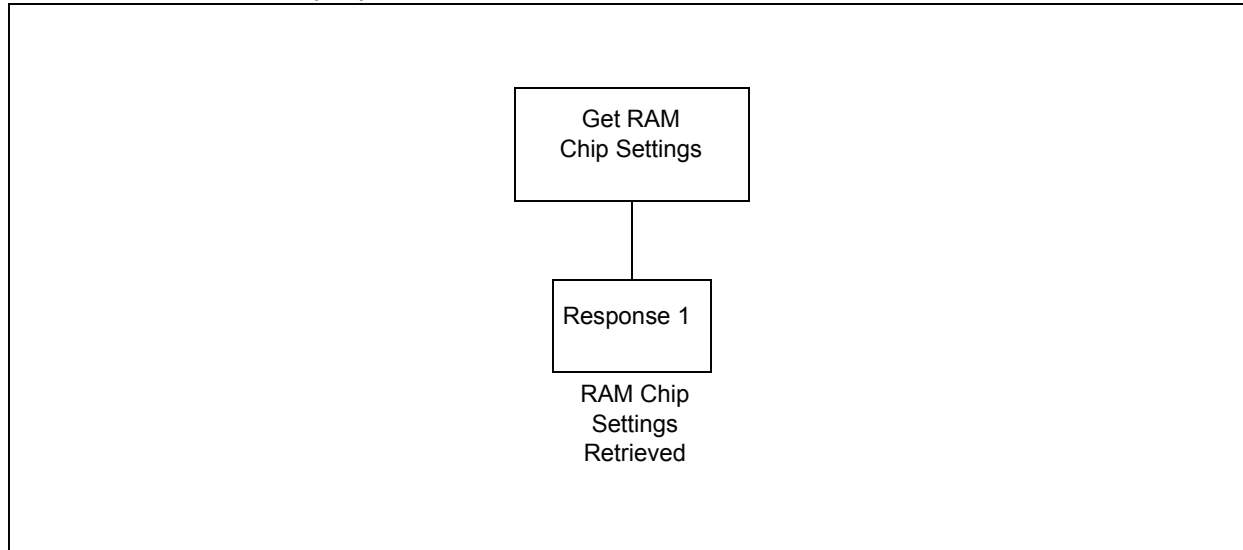 Get RAM
Chip Settings
Response 1
RAM Chip
Settings
Retrieved